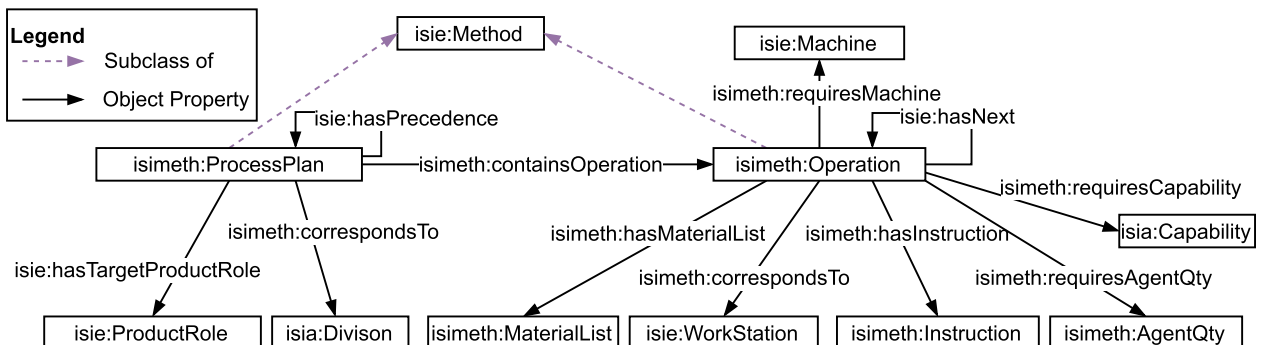 Legend
Subclass of
Object Property
isie:Method
isie:Machine
isimeth:requiresMachine
isie:hasPrecedence
isie:hasNext
isimeth:ProcessPlan
isimeth:containsOperation
isimeth:Operation
isimeth:requiresCapability
isia:Capability
isimeth:correspondsTo
isimeth:hasMaterialList
isimeth:hasInstruction
isie:hasTargetProductRole
isimeth:correspondsTo
isimeth:requiresAgentQty
isie:ProductRole
isia:Divison
isimeth:MaterialList
isie:WorkStation
isimeth:Instruction
isimeth:AgentQty